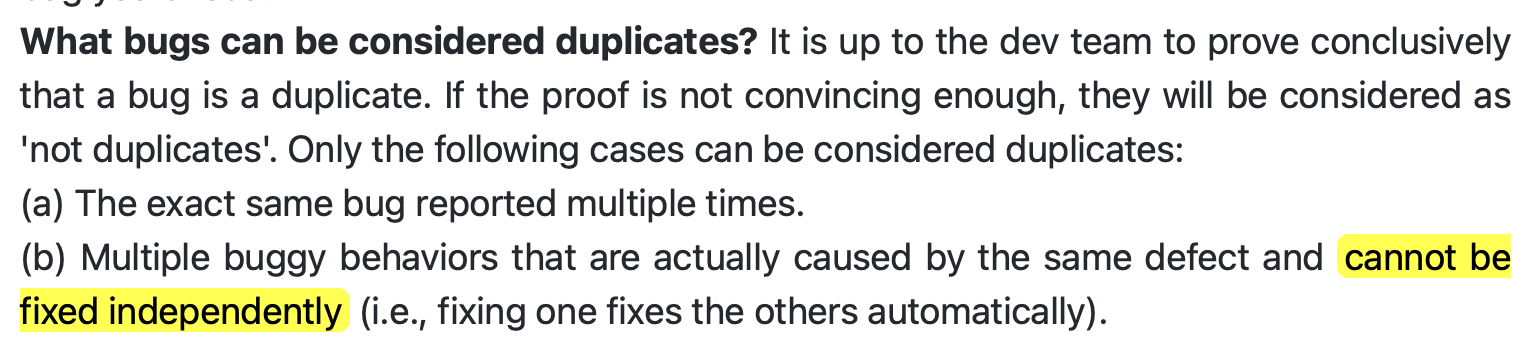 What bugs can be considered duplicates? It is up to the dev team to prove conclusively
that a bug is a duplicate. If the proof is not convincing enough, they will be considered as
'not duplicates'. Only the following cases can be considered duplicates:
(a) The exact same bug reported multiple times.
(b) Multiple buggy behaviors that are actually caused by the same defect and cannot be
fixed independently (i.e., fixing one fixes the others automatically).